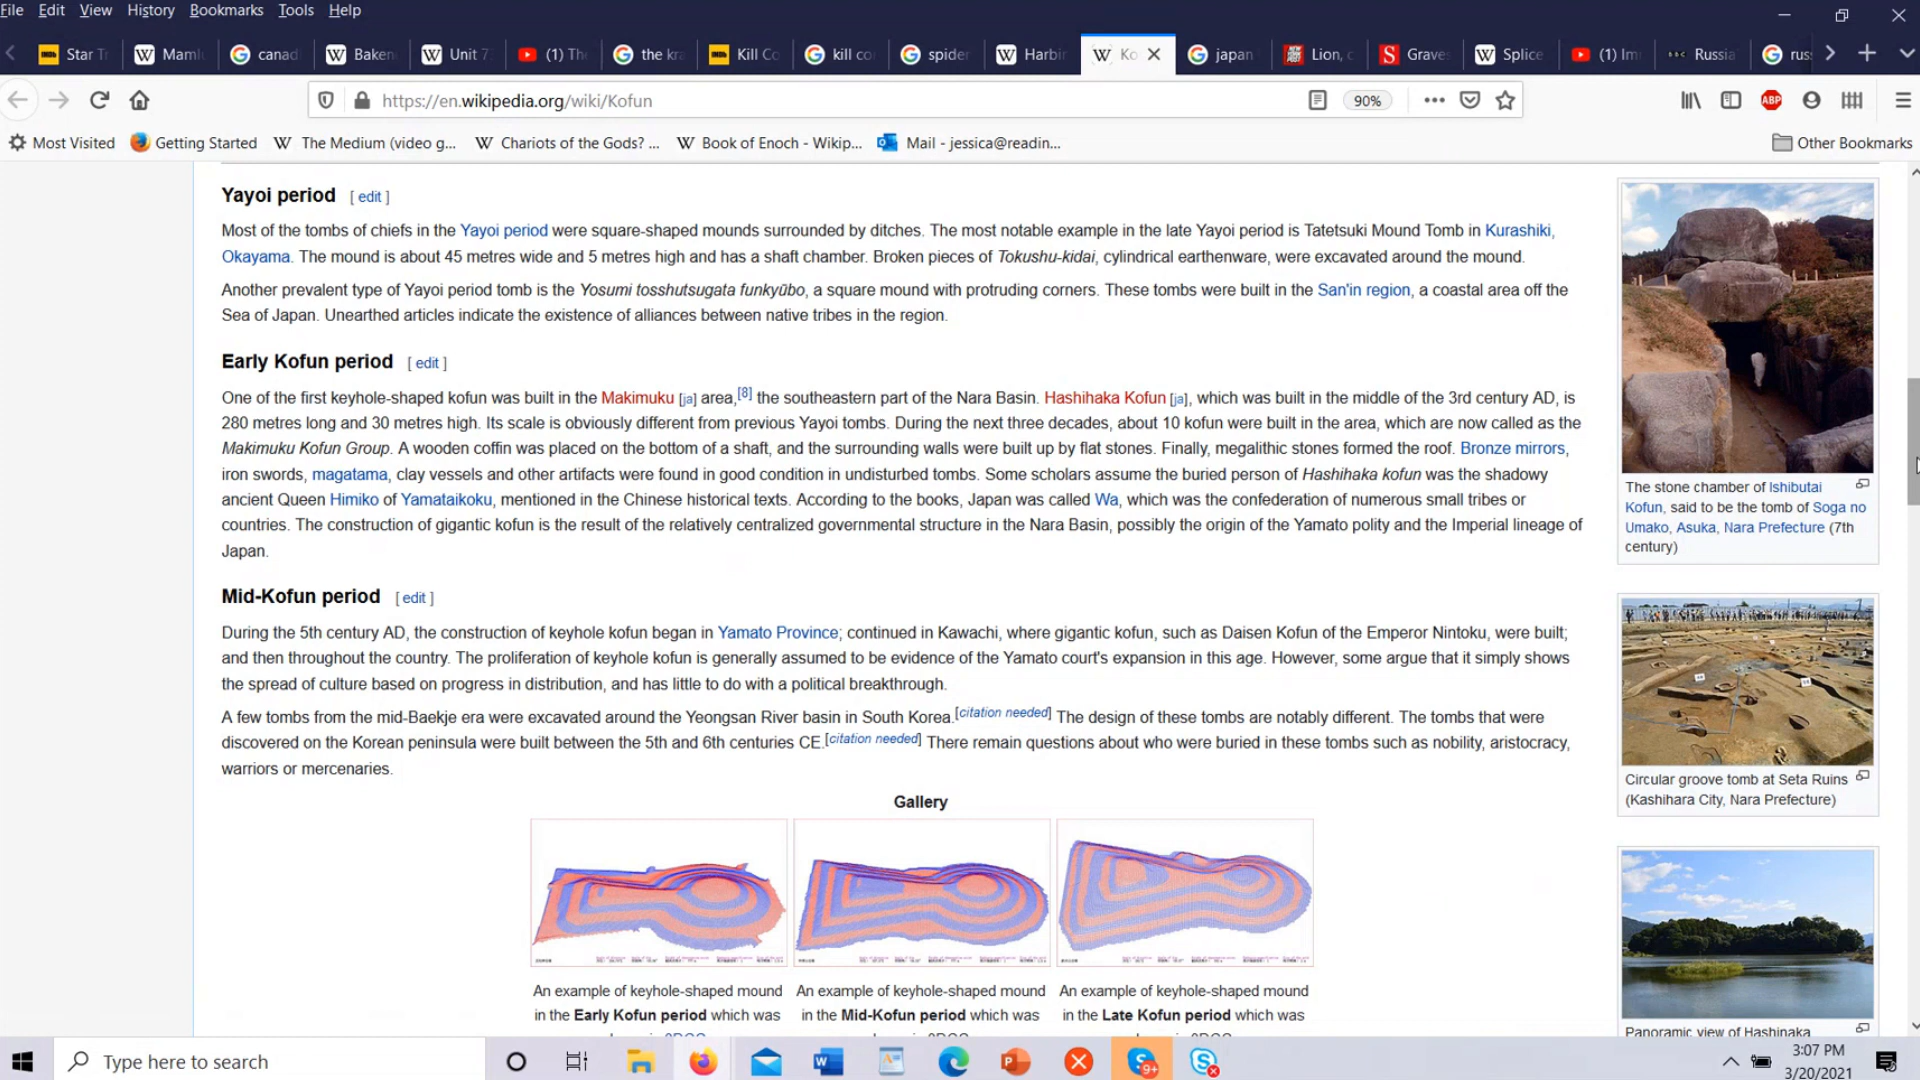 File Edit View History Tools Help
Star Tr Maml canad Baken Unit 7 (1) The the kra Kill Co kill co spider Harbi Ko japan Lion, c Graves Splice (1) Im Russia rus
https://en.wikipedia.org/wiki/Kofun 90% ABP
Most Visited Getting Started The Medium (video g... Chariots of the Gods? ... Book of Enoch - Wikip... Mail - jessica@readin... Other Bookmarks
Yayoi period [ edit ]
Most of the tombs of chiefs in the Yayoi period were square-shaped mounds surrounded by ditches. The most notable example in the late Yayoi period is Tatetsuki Mound Tomb in Kurashiki,
Okayama. The mound is about 45 metres wide and 5 metres high and has a shaft chamber. Broken pieces of Tokushu-kidai, cylindrical earthenware, were excavated around the mound.
Another prevalent type of Yayoi period tomb is the Yosumi tosshutsugata funkyūbo, a square mound with protruding corners. These tombs were built in the San'in region, a coastal area off the
Sea of Japan. Unearthed articles indicate the existence of alliances between native tribes in the region.
Early Kofun period [ edit ]
One of the first keyhole-shaped kofun was built in the Makimuku [ja] area,[8] the southeastern part of the Nara Basin. Hashihaka Kofun [ja], which was built in the middle of the 3rd century AD, is
280 metres long and 30 metres high. Its scale is obviously different from previous Yayoi tombs. During the next three decades, about 10 kofun were built in the area, which are now called as the
Makimuku Kofun Group. A wooden coffin was placed on the bottom of a shaft, and the surrounding walls were built up by flat stones. Finally, megalithic stones formed the roof. Bronze mirrors,
iron swords, magatama, clay vessels and other artifacts were found in good condition in undisturbed tombs. Some scholars assume the buried person of Hashihaka kofun was the shadowy
ancient Queen Himiko of Yamataikoku, mentioned in the Chinese historical texts. According to the books, Japan was called Wa, which was the confederation of numerous small tribes or
countries. The construction of gigantic kofun is the result of the relatively centralized governmental structure in the Nara Basin, possibly the origin of the Yamato polity and the Imperial lineage of
Japan.
Mid-Kofun period [ edit ]
During the 5th century AD, the construction of keyhole kofun began in Yamato Province; continued in Kawachi, where gigantic kofun, such as Daisen Kofun of the Emperor Nintoku, were built;
and then throughout the country. The proliferation of keyhole kofun is generally assumed to be evidence of the Yamato court's expansion in this age. However, some argue that it simply shows
the spread of culture based on progress in distribution, and has little to do with a political breakthrough.
A few tombs from the mid-Baekje era were excavated around the Yeongsan River basin in South Korea.[citation needed] The design of these tombs are notably different. The tombs that were
discovered on the Korean peninsula were built between the 5th and 6th centuries CE.[citation needed] There remain questions about who were buried in these tombs such as nobility, aristocracy,
warriors or mercenaries.
Gallery
An example of keyhole-shaped mound
in the Early Kofun period which was
An example of keyhole-shaped mound
in the Mid-Kofun period which was
An example of keyhole-shaped mound
in the Late Kofun period which was
The stone chamber of Ishibutai
Kofun, said to be the tomb of Soga no
Umako, Asuka, Nara Prefecture (7th
century)
Circular groove tomb at Seta Ruins
(Kashihara City, Nara Prefecture)
Panoramic view of Hashinaka
Type here to search
9+
3:07 PM
3/20/2021